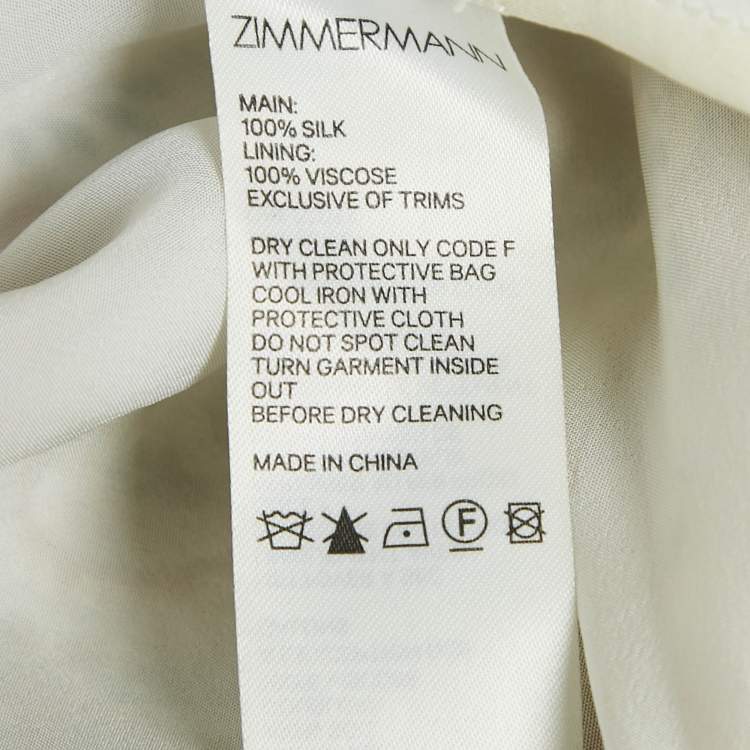 ZIMMERMANN
MAIN:
100% SILK
LINING:
100% VISCOSE
EXCLUSIVE OF TRIMS
DRY CLEAN ONLY CODE F
WITH PROTECTIVE BAG
COOL IRON WITH
PROTECTIVE CLOTH
DO NOT SPOT CLEAN
TURN GARMENT INSIDE
OUT
BEFORE DRY CLEANING
MADE IN CHINA
F